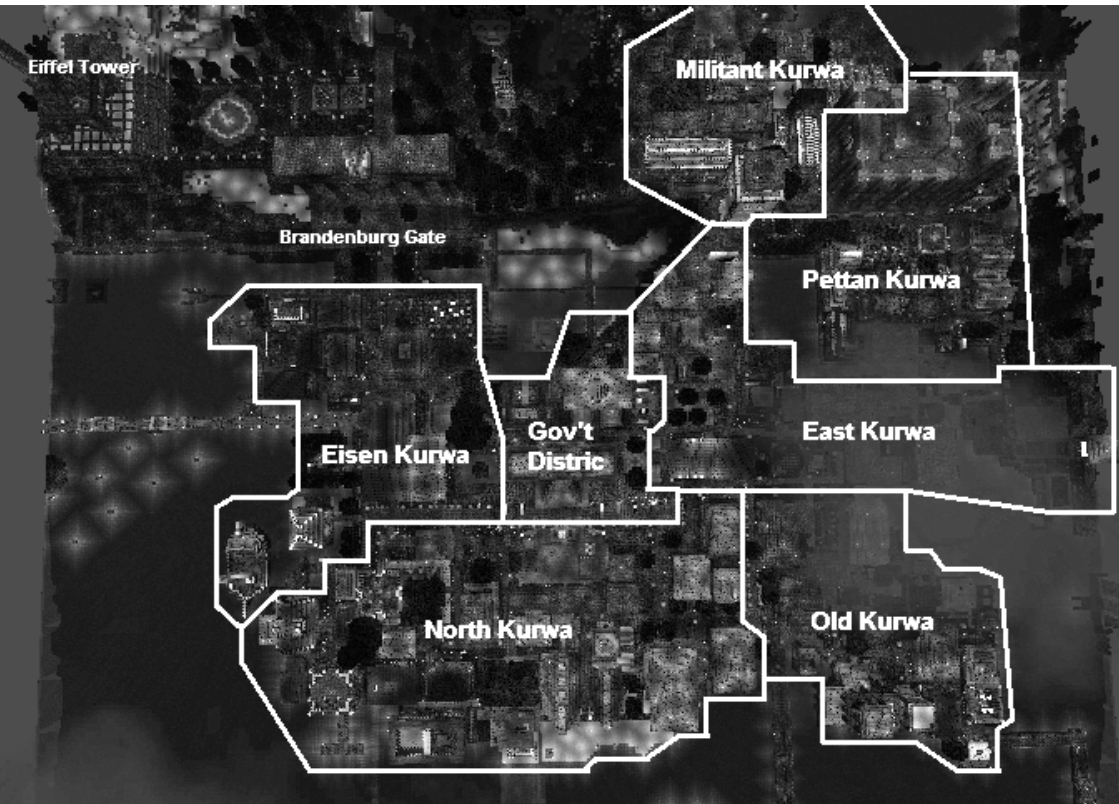 Eiffel Tower
Militant Kurwa
Brandenburg Gate
Pettan Kurwa
Eisen Kurwa
Gov't
Distric
East Kurwa
North Kurwa
Old Kurwa